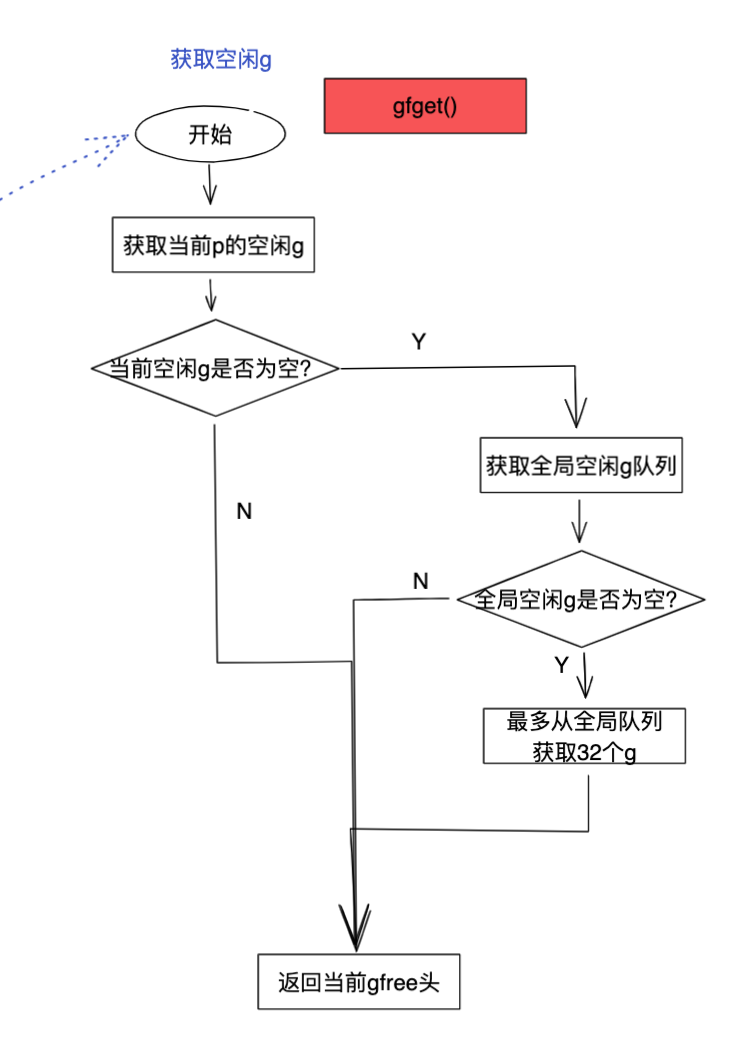 获取空闲g
gfget()
开始
获取当前p的空闲g
当前空闲g是否为空?
Y
获取全局空闲g队列
N
N
全局空闲g是否为空?
Y
最多从全局队列
获取32个g
返回当前gfree头